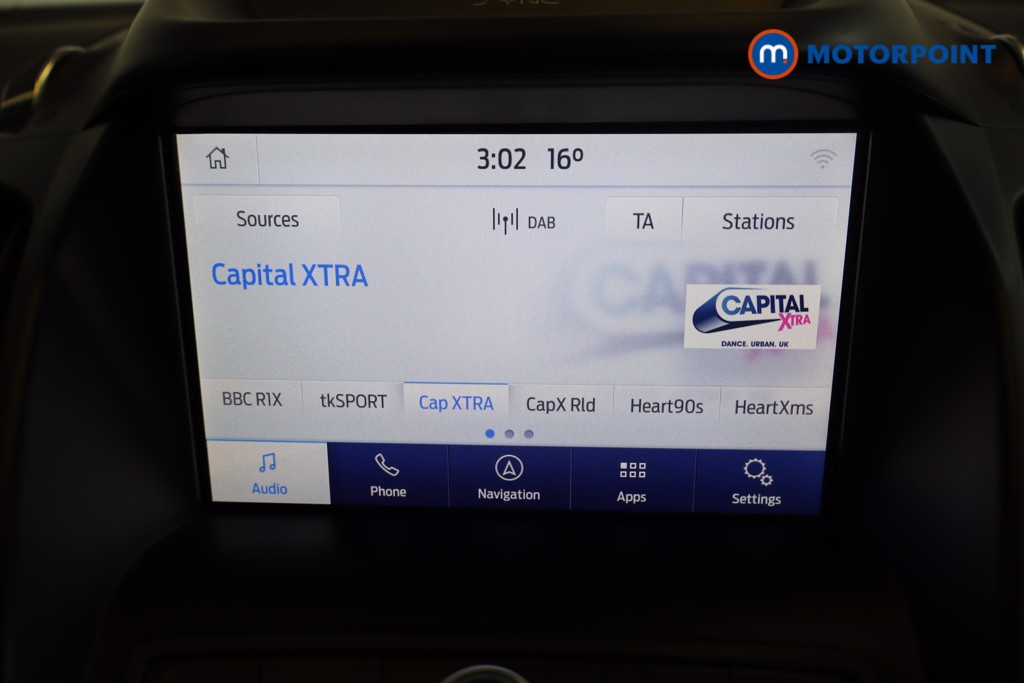 m. MOTORPOINT
3:02 16º
Sources DAB TA Stations
Capital XTRA
CAPITAL
XTRA
DANCE. URBAN. UK
BBC R1X tkSPORT Cap XTRA CapX Rld Heart90s HeartXms
Audio Phone Navigation Apps Settings